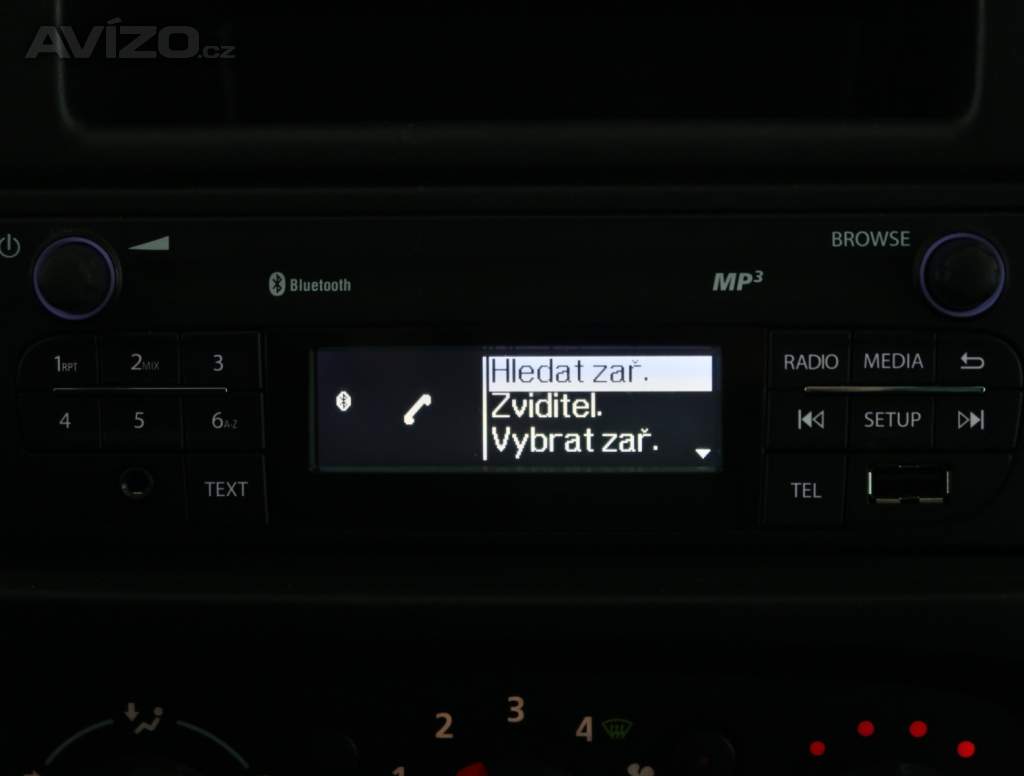 AVÍZO.cz
BROWSE
Bluetooth
MP3
1RPT 2MIX 3
4 5 6A-Z
TEXT
Hledat zař.
Zviditel.
Vybrat zař.
RADIO MEDIA
SETUP
TEL
1 2 3 4